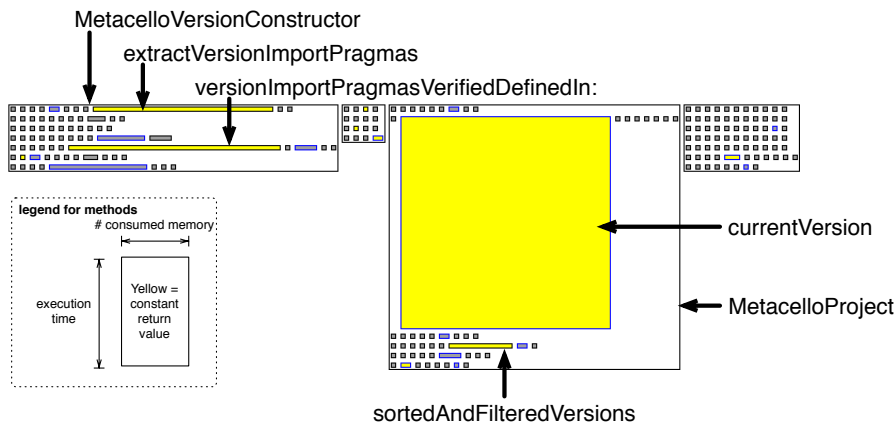 MetacelloVersionConstructor
extractVersionImportPragmas
versionImportPragmasVerifiedDefinedIn:
legend for methods
# consumed memory
execution
time
Yellow =
constant
return
value
currentVersion
MetacelloProject
sortedAndFilteredVersions